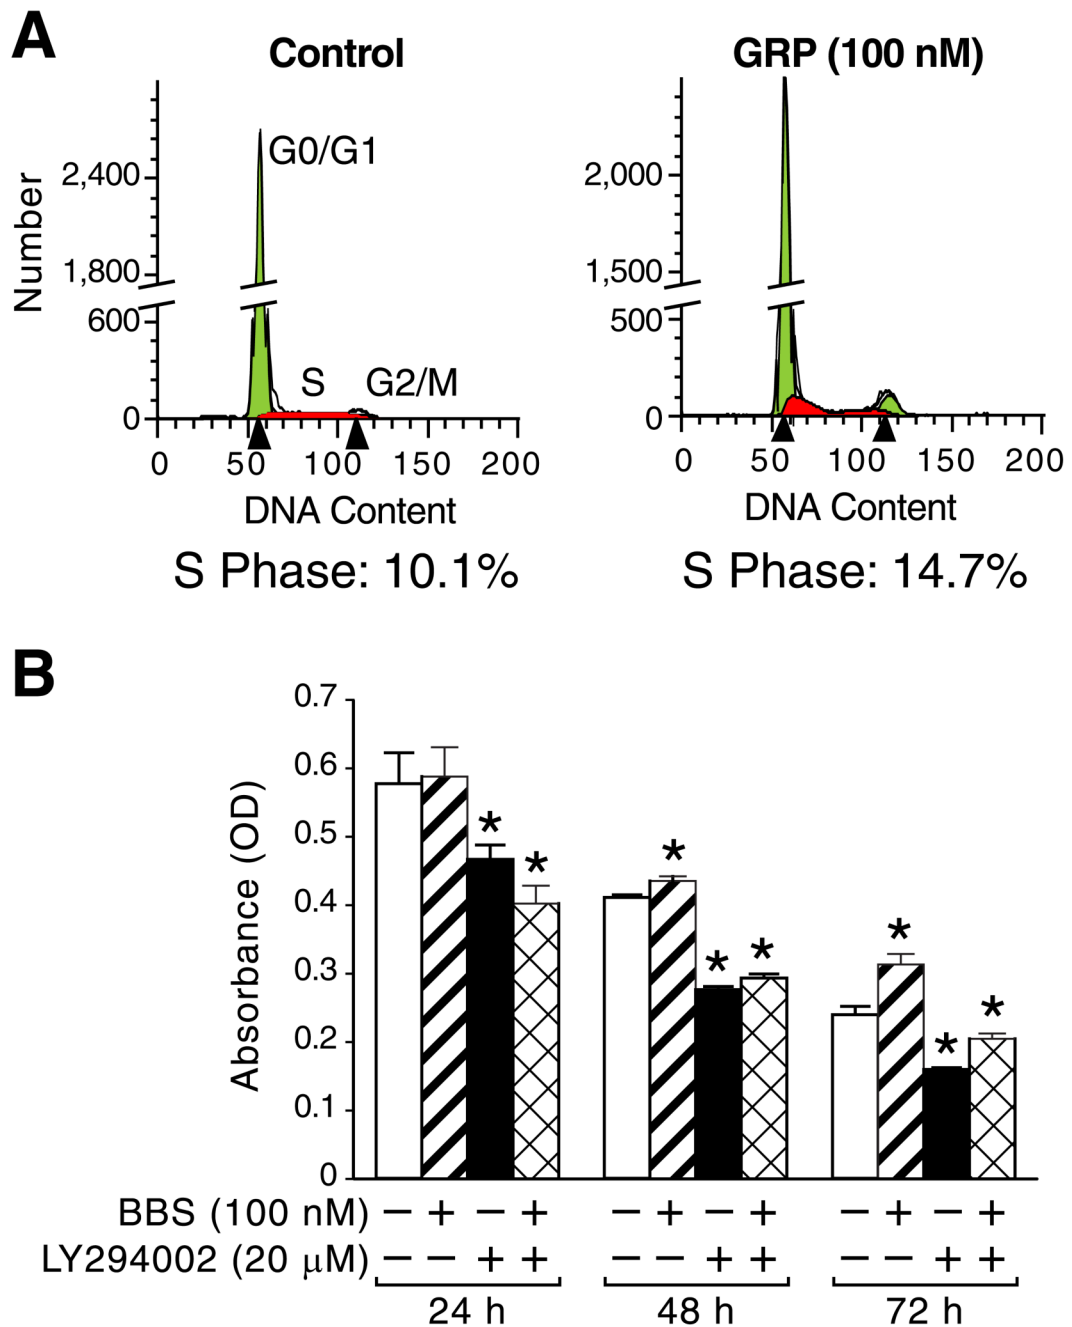 A
Control
GRP (100 nM)
Number
2,400
1,800
600
0
G0/G1
S
G2/M
0 50 100 150 200
DNA Content
S Phase: 10.1%
2,000
1,500
500
0
0 50 100 150 200
DNA Content
S Phase: 14.7%
B
Absorbance (OD)
0.7
0.6
0.5
0.4
0.3
0.2
0.1
0
* * * * * * * *
BBS (100 nM) − + − + − + − + − + − +
LY294002 (20 μM) − − + + − − + + − − + +
24 h 48 h 72 h